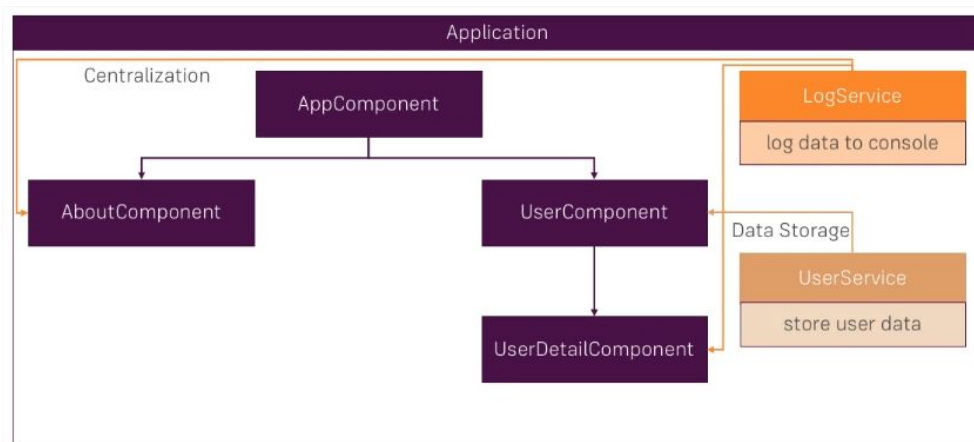 Application
Centralization
AppComponent
LogService
log data to console
AboutComponent
UserComponent
Data Storage
UserService
store user data
UserDetailComponent